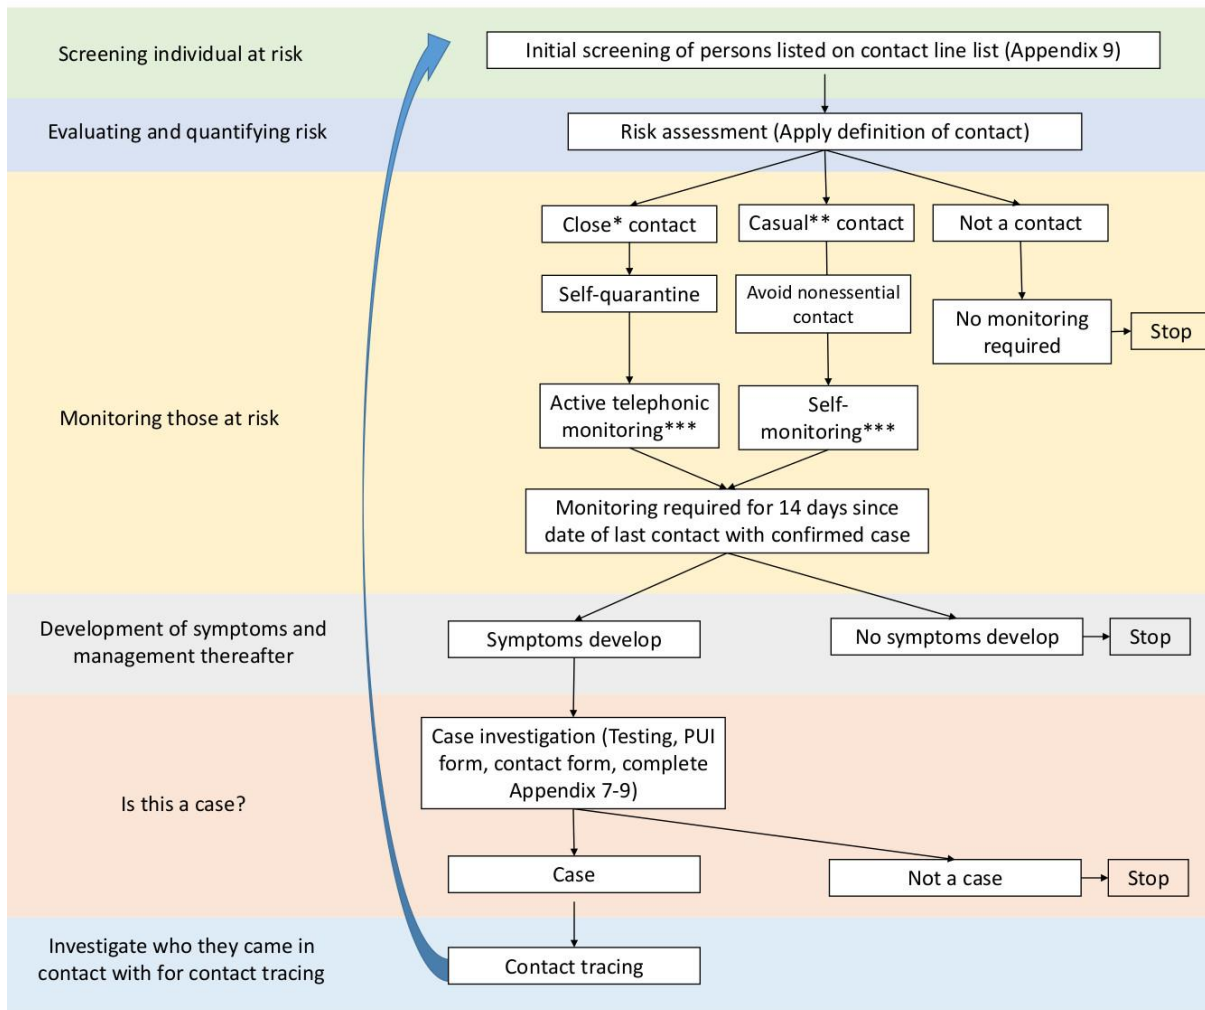 Screening individual at risk
Initial screening of persons listed on contact line list (Appendix 9)
Evaluating and quantifying risk
Risk assessment (Apply definition of contact)
Close* contact
Casual** contact
Not a contact
Self-quarantine
Avoid nonessential
contact
No monitoring
required
Stop
Monitoring those at risk
Active telephonic
monitoring***
Self-
monitoring***
Monitoring required for 14 days since
date of last contact with confirmed case
Development of symptoms and
management thereafter
Symptoms develop
No symptoms develop
Stop
Is this a case?
Case investigation (Testing, PUI
form, contact form, complete
Appendix 7-9)
Case
Not a case
Stop
Investigate who they came in
contact with for contact tracing
Contact tracing